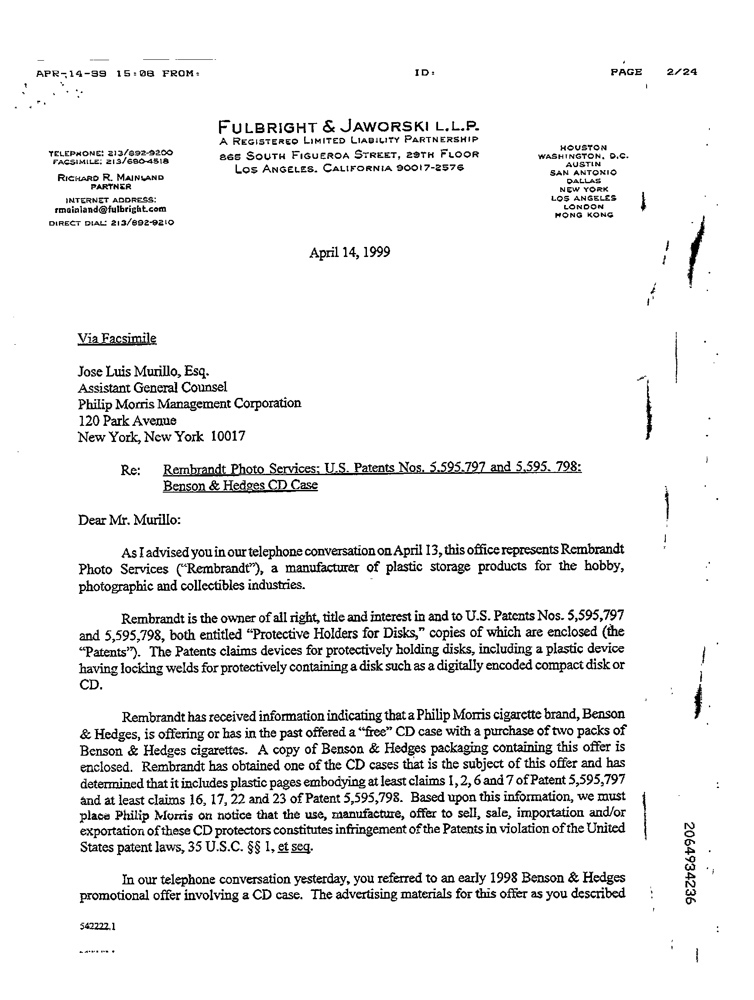 APR-14-99 15:08 FROM: ID: PAGE 2/24
FULBRIGHT & JAWORSKI L.L.P.
A REGISTERED LIMITED LIABILITY PARTNERSHIP
865 SOUTH FIGUEROA STREET, 29TH FLOOR
LOS ANGELES, CALIFORNIA 90017-2576
TELEPHONE: 213/892-9200
FACSIMILE: 213/680-4518
RICHARD R. MAINLAND
PARTNER
INTERNET ADDRESS:
rmainland@fulbright.com
DIRECT DIAL: 213/892-9210
HOUSTON
WASHINGTON, D.C.
AUSTIN
SAN ANTONIO
DALLAS
NEW YORK
LOS ANGELES
LONDON
HONG KONG
April 14, 1999
Via Facsimile
Jose Luis Murillo, Esq.
Assistant General Counsel
Philip Morris Management Corporation
120 Park Avenue
New York, New York 10017
Re: Rembrandt Photo Services; U.S. Patents Nos. 5,595,797 and 5,595, 798;
Benson & Hedges CD Case
Dear Mr. Murillo:
As I advised you in our telephone conversation on April 13, this office represents Rembrandt
Photo Services ("Rembrandt"), a manufacturer of plastic storage products for the hobby,
photographic and collectibles industries.
Rembrandt is the owner of all right, title and interest in and to U.S. Patents Nos. 5,595,797
and 5,595,798, both entitled "Protective Holders for Disks," copies of which are enclosed (the
"Patents"). The Patents claims devices for protectively holding disks, including a plastic device
having locking welds for protectively containing a disk such as a digitally encoded compact disk or
CD.
Rembrandt has received information indicating that a Philip Morris cigarette brand, Benson
& Hedges, is offering or has in the past offered a "free" CD case with a purchase of two packs of
Benson & Hedges cigarettes. A copy of Benson & Hedges packaging containing this offer is
enclosed. Rembrandt has obtained one of the CD cases that is the subject of this offer and has
determined that it includes plastic pages embodying at least claims 1, 2, 6 and 7 of Patent 5,595,797
and at least claims 16, 17, 22 and 23 of Patent 5,595,798. Based upon this information, we must
place Philip Morris on notice that the use, manufacture, offer to sell, sale, importation and/or
exportation of these CD protectors constitutes infringement of the Patents in violation of the United
States patent laws, 35 U.S.C. §§ 1, et seq.
In our telephone conversation yesterday, you referred to an early 1998 Benson & Hedges
promotional offer involving a CD case. The advertising materials for this offer as you described
542222.1
2064934236